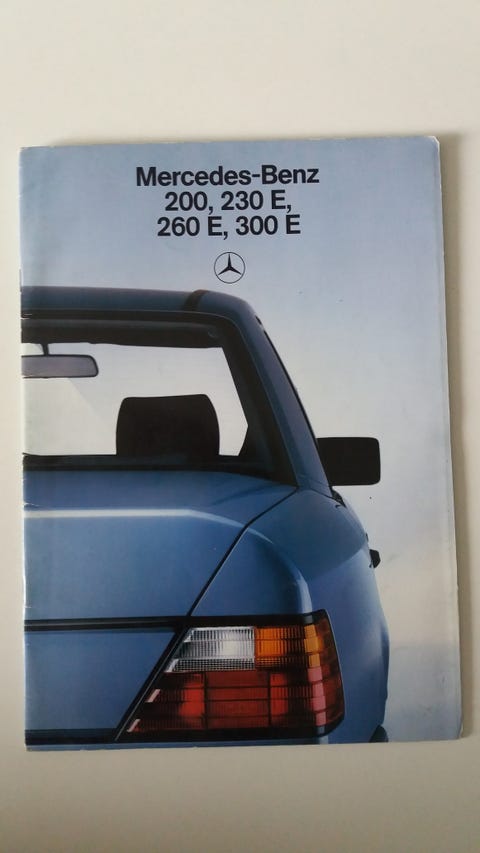 Mercedes-Benz
200, 230 E,
260 E, 300 E